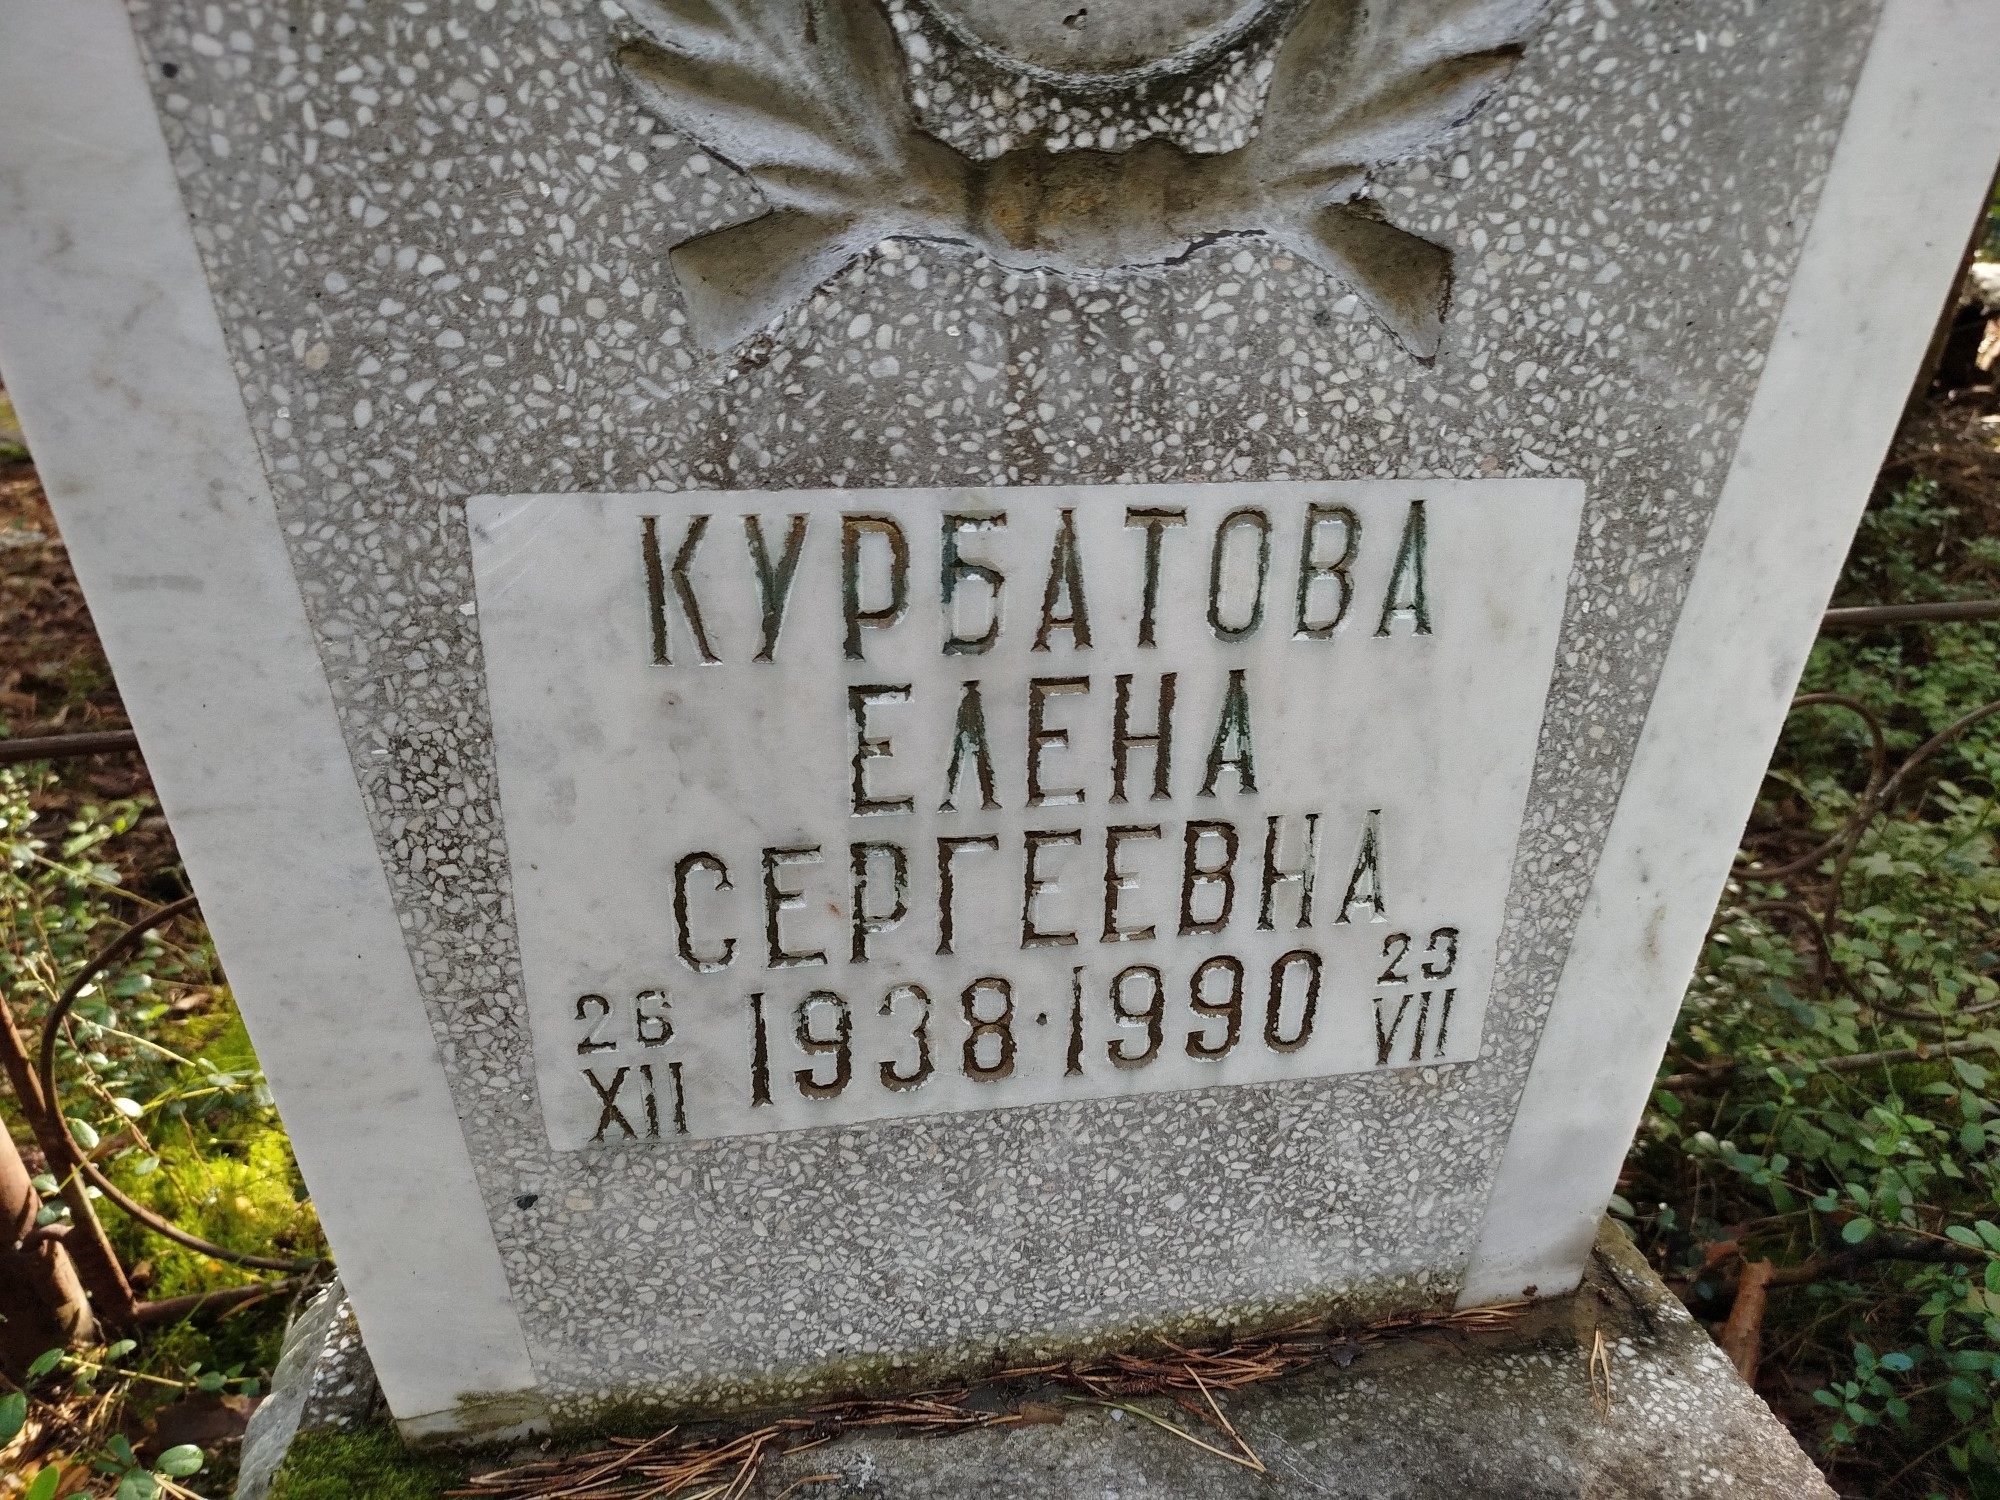 КУРБАТОВА
ЕЛЕНА
СЕРГЕЕВНА
26 XII 1938·1990 23 VII